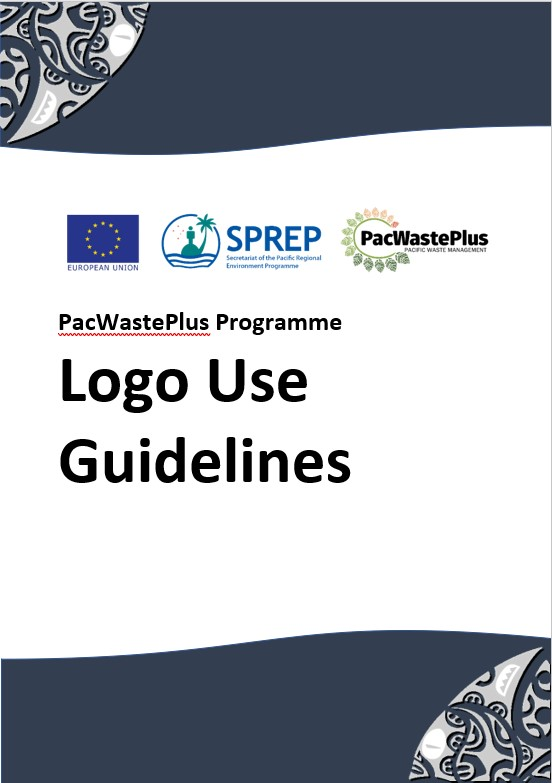 EUROPEAN UNION
SPREP
Secretariat of the Pacific Regional
Environment Programme
PacWastePlus
PACIFIC WASTE MANAGEMENT
PacWastePlus Programme
Logo Use
Guidelines